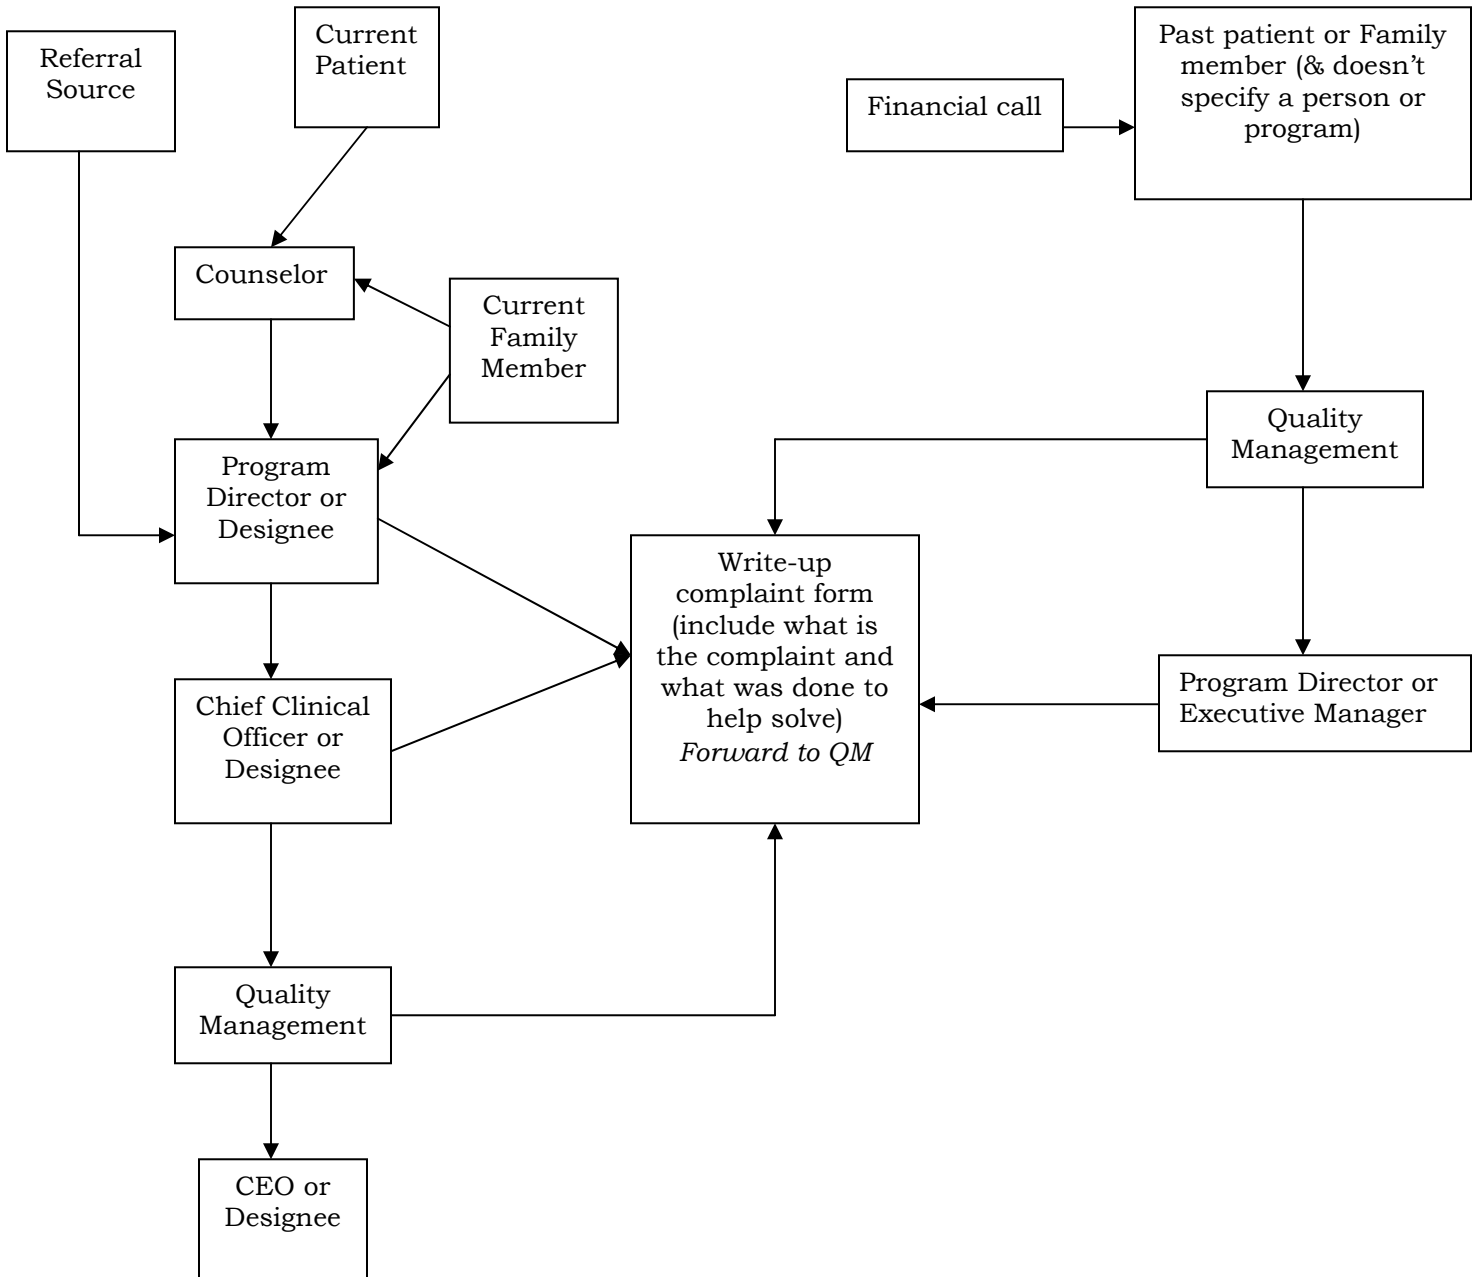 Referral
Source
Current
Patient
Financial call
Past patient or Family
member (& doesn’t
specify a person or
program)
Counselor
Current
Family
Member
Quality
Management
Program
Director or
Designee
Write-up
complaint form
(include what is
the complaint and
what was done to
help solve)
Forward to QM
Program Director or
Executive Manager
Chief Clinical
Officer or
Designee
Quality
Management
CEO or
Designee